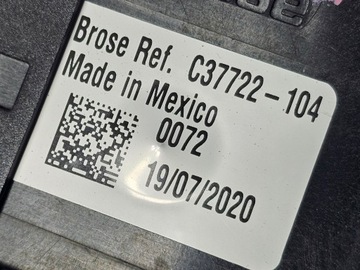 Brose Ref. C37722-104
Made in Mexico
0072
19/07/2020